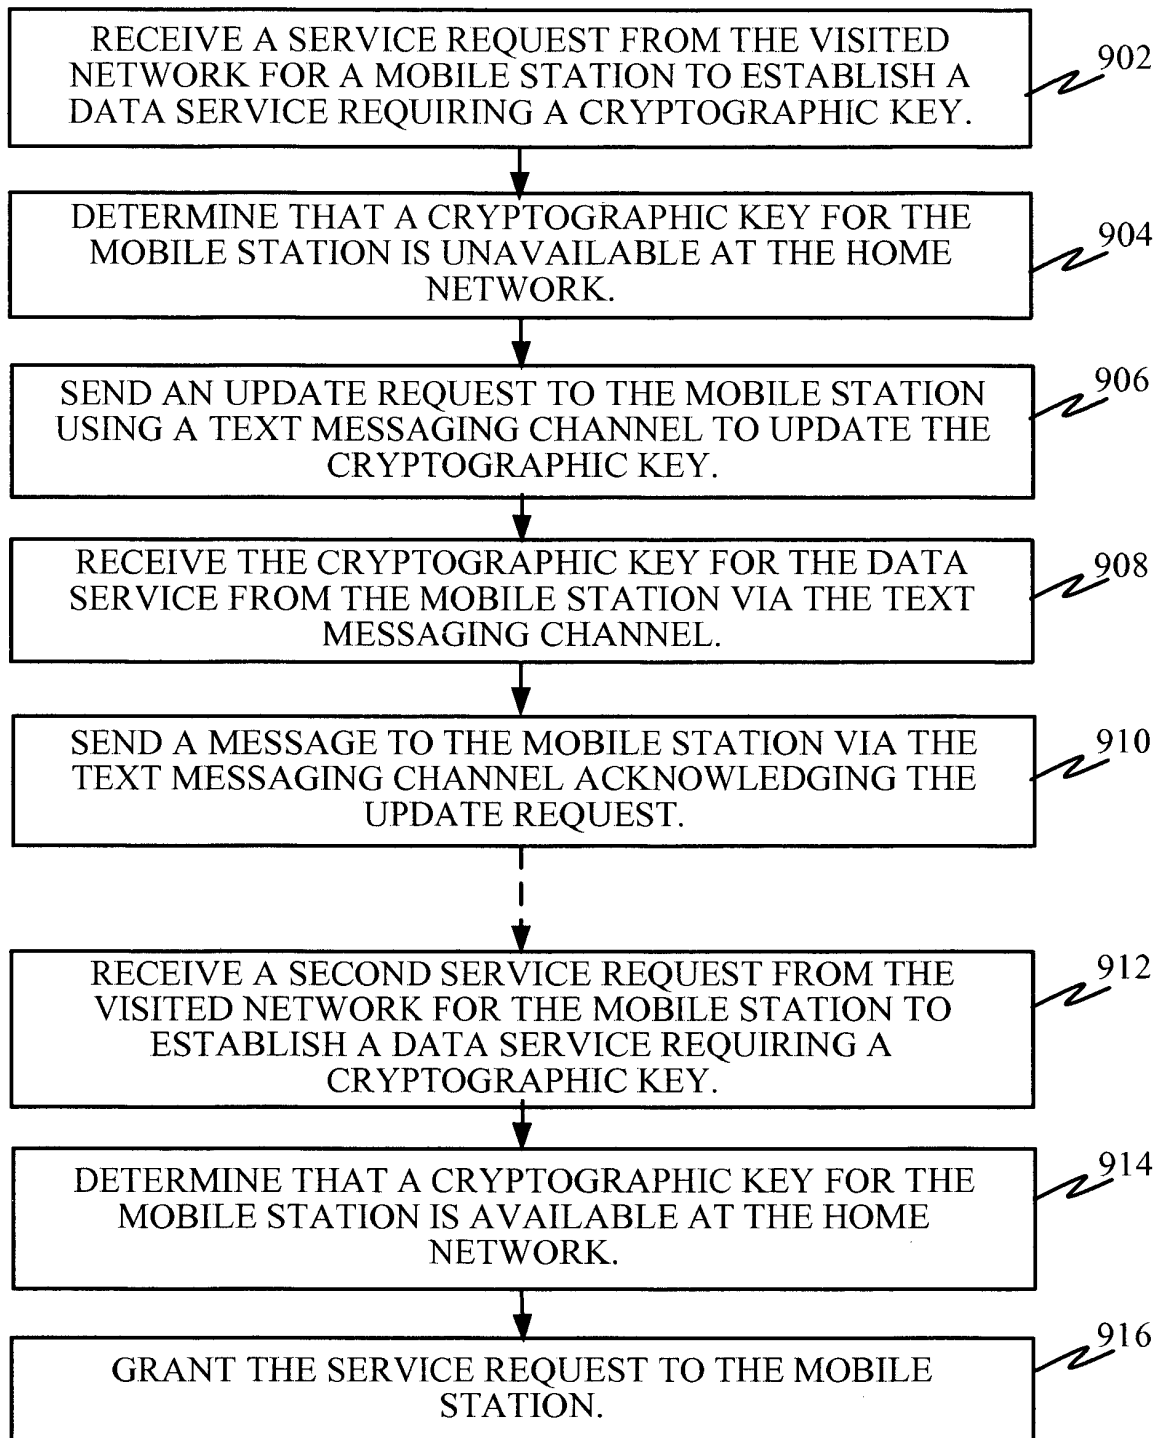 RECEIVE A SERVICE REQUEST FROM THE VISITED
NETWORK FOR A MOBILE STATION TO ESTABLISH A
DATA SERVICE REQUIRING A CRYPTOGRAPHIC KEY.
902
DETERMINE THAT A CRYPTOGRAPHIC KEY FOR THE
MOBILE STATION IS UNAVAILABLE AT THE HOME
NETWORK.
904
SEND AN UPDATE REQUEST TO THE MOBILE STATION
USING A TEXT MESSAGING CHANNEL TO UPDATE THE
CRYPTOGRAPHIC KEY.
906
RECEIVE THE CRYPTOGRAPHIC KEY FOR THE DATA
SERVICE FROM THE MOBILE STATION VIA THE TEXT
MESSAGING CHANNEL.
908
SEND A MESSAGE TO THE MOBILE STATION VIA THE
TEXT MESSAGING CHANNEL ACKNOWLEDGING THE
UPDATE REQUEST.
910
RECEIVE A SECOND SERVICE REQUEST FROM THE
VISITED NETWORK FOR THE MOBILE STATION TO
ESTABLISH A DATA SERVICE REQUIRING A
CRYPTOGRAPHIC KEY.
912
DETERMINE THAT A CRYPTOGRAPHIC KEY FOR THE
MOBILE STATION IS AVAILABLE AT THE HOME
NETWORK.
914
GRANT THE SERVICE REQUEST TO THE MOBILE
STATION.
916